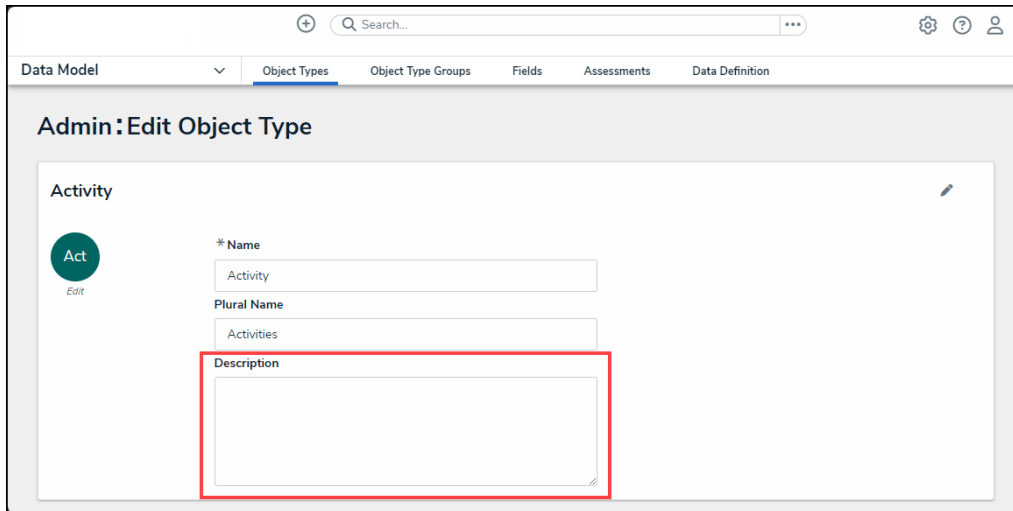 Search...
Data Model Object Types Object Type Groups Fields Assessments Data Definition
Admin:Edit Object Type
Activity
Act
Edit
*Name
Activity
Plural Name
Activities
Description